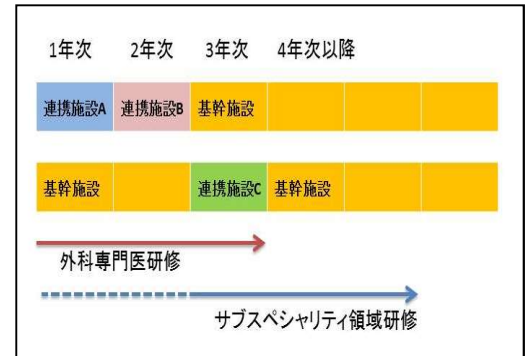 1年次 2年次 3年次 4年次以降
連携施設A 連携施設B 基幹施設
基幹施設 連携施設C 基幹施設
外科専門医研修
サブスペシャリティ領域研修